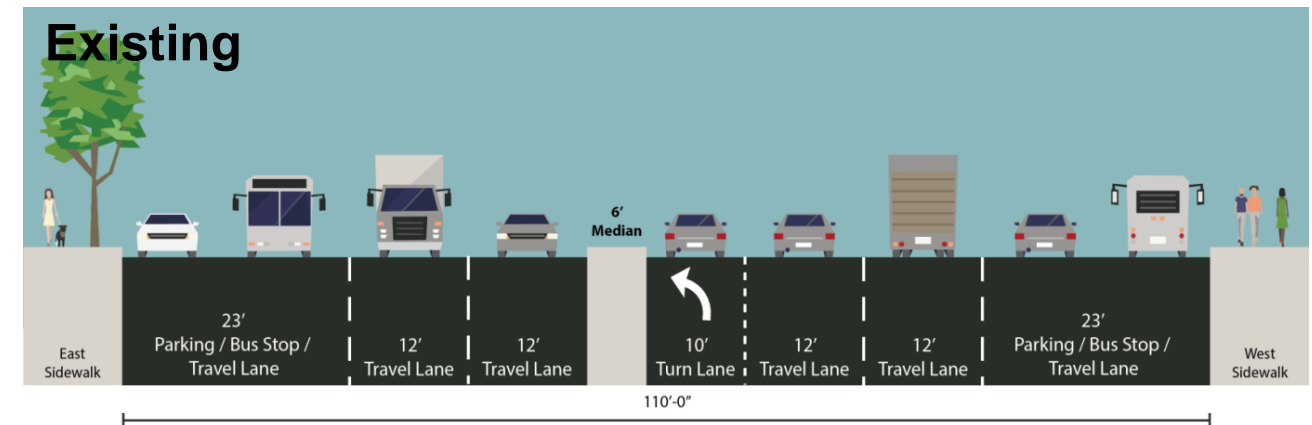 Existing
6’
Median
23’
Parking / Bus Stop /
Travel Lane
12’
Travel Lane
12’
Travel Lane
10’
Turn Lane
12’
Travel Lane
12’
Travel Lane
23’
Parking / Bus Stop /
Travel Lane
East
Sidewalk
West
Sidewalk
110’-0”